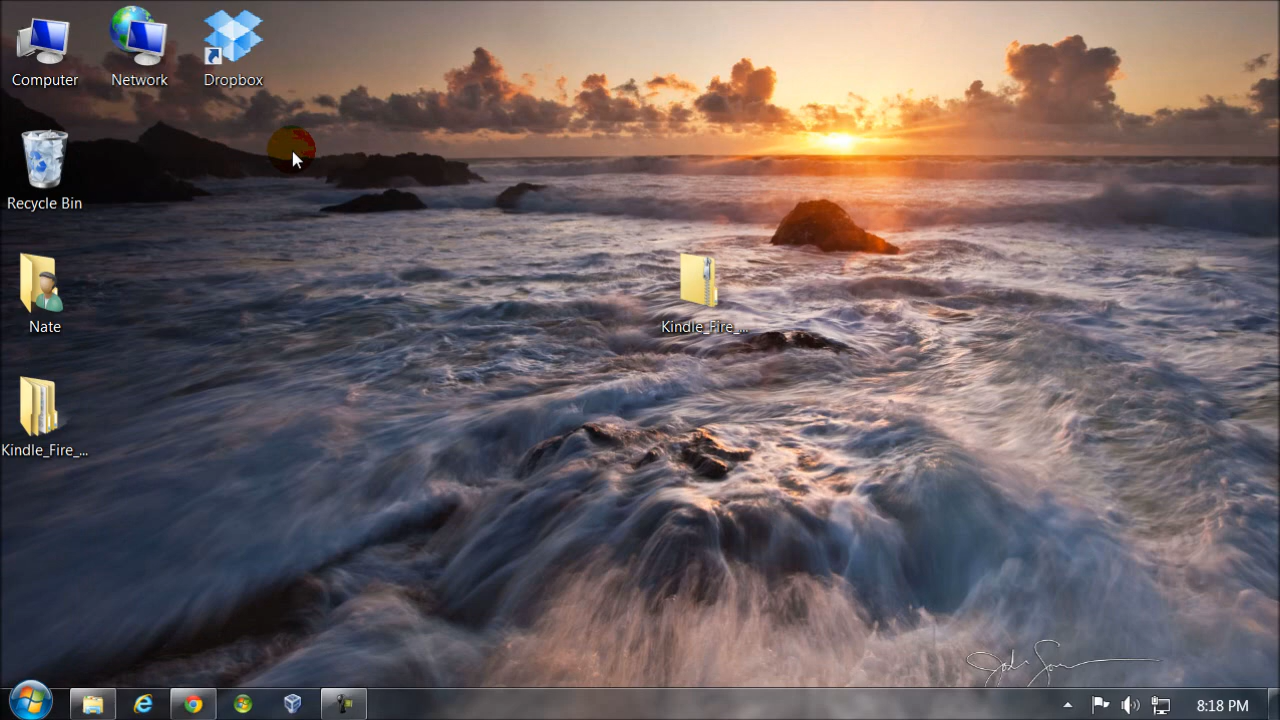 Computer
Network
Dropbox
Recycle Bin
Nate
Kindle_Fire_...
Kindle_Fire_...
8:18 PM